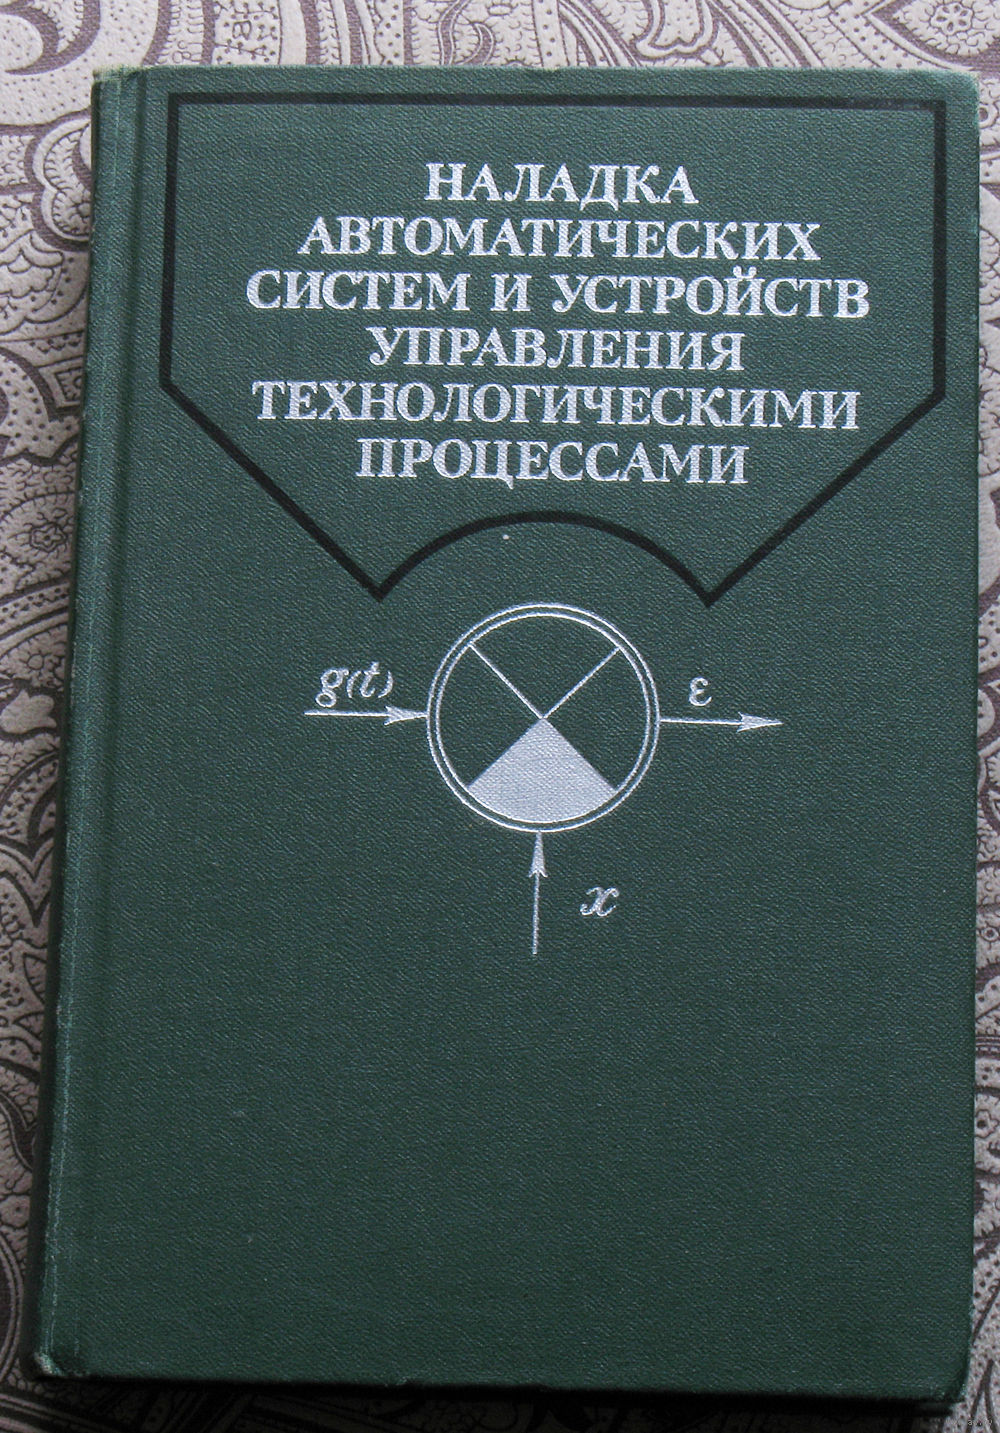 НАЛАДКА
АВТОМАТИЧЕСКИХ
СИСТЕМ И УСТРОЙСТВ
УПРАВЛЕНИЯ
ТЕХНОЛОГИЧЕСКИМИ
ПРОЦЕССАМИ
g(t)
ε
x